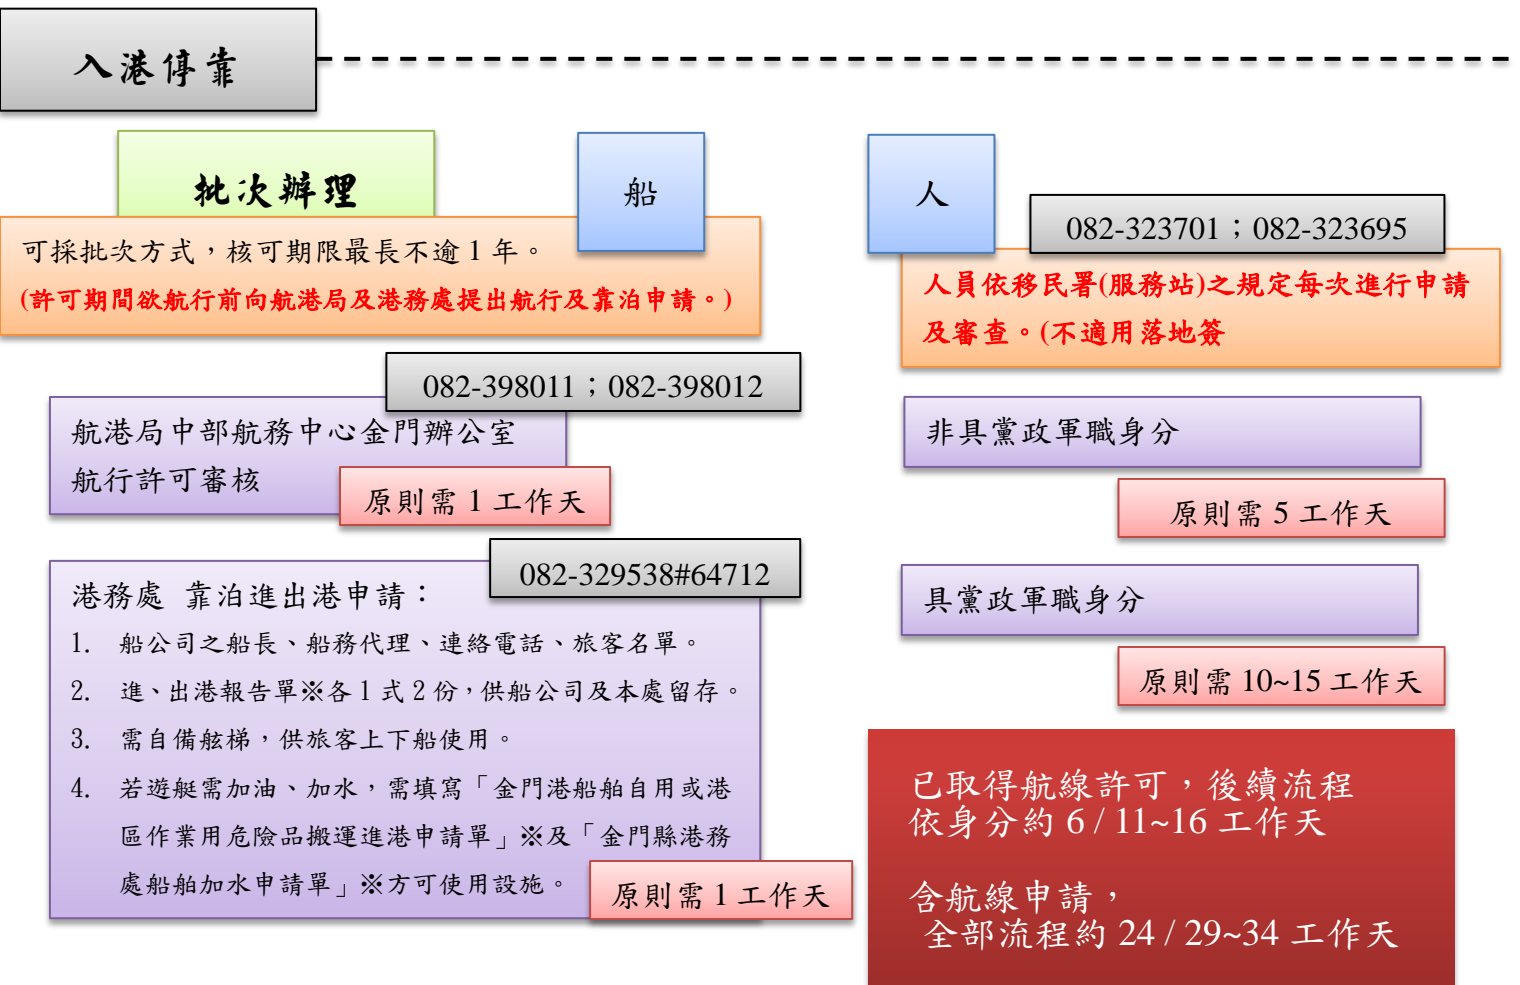 入港停靠
批次辦理
船
可採批次方式，核可期限最長不逾 1 年。
(許可期間欲航行前向航港局及港務處提出航行及靠泊申請。)
082-398011；082-398012
航港局中部航務中心金門辦公室
航行許可審核
原則需 1 工作天
082-329538#64712
港務處 靠泊進出港申請：
1. 船公司之船長、船務代理、連絡電話、旅客名單。
2. 進、出港報告單※各 1 式 2 份，供船公司及本處留存。
3. 需自備舷梯，供旅客上下船使用。
4. 若遊艇需加油、加水，需填寫「金門港船舶自用或港
區作業用危險品搬運進港申請單」※及「金門縣港務
處船舶加水申請單」※方可使用設施。
原則需 1 工作天
人
082-323701；082-323695
人員依移民署(服務站)之規定每次進行申請
及審查。(不適用落地簽
非具黨政軍職身分
原則需 5 工作天
具黨政軍職身分
原則需 10~15 工作天
已取得航線許可，後續流程
依身分約 6 / 11~16 工作天
含航線申請，
全部流程約 24 / 29~34 工作天